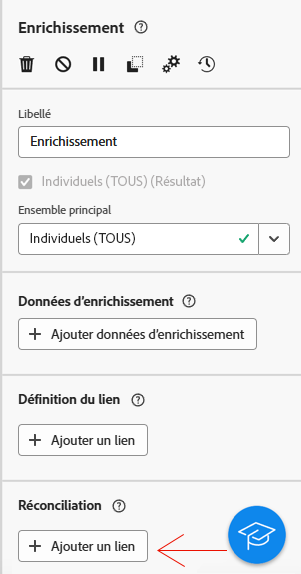 Enrichissement
Libellé
Enrichissement
Individuels (TOUS) (Résultat)
Ensemble principal
Individuels (TOUS)
Données d'enrichissement
+ Ajouter données d'enrichissement
Définition du lien
+ Ajouter un lien
Réconciliation
+ Ajouter un lien